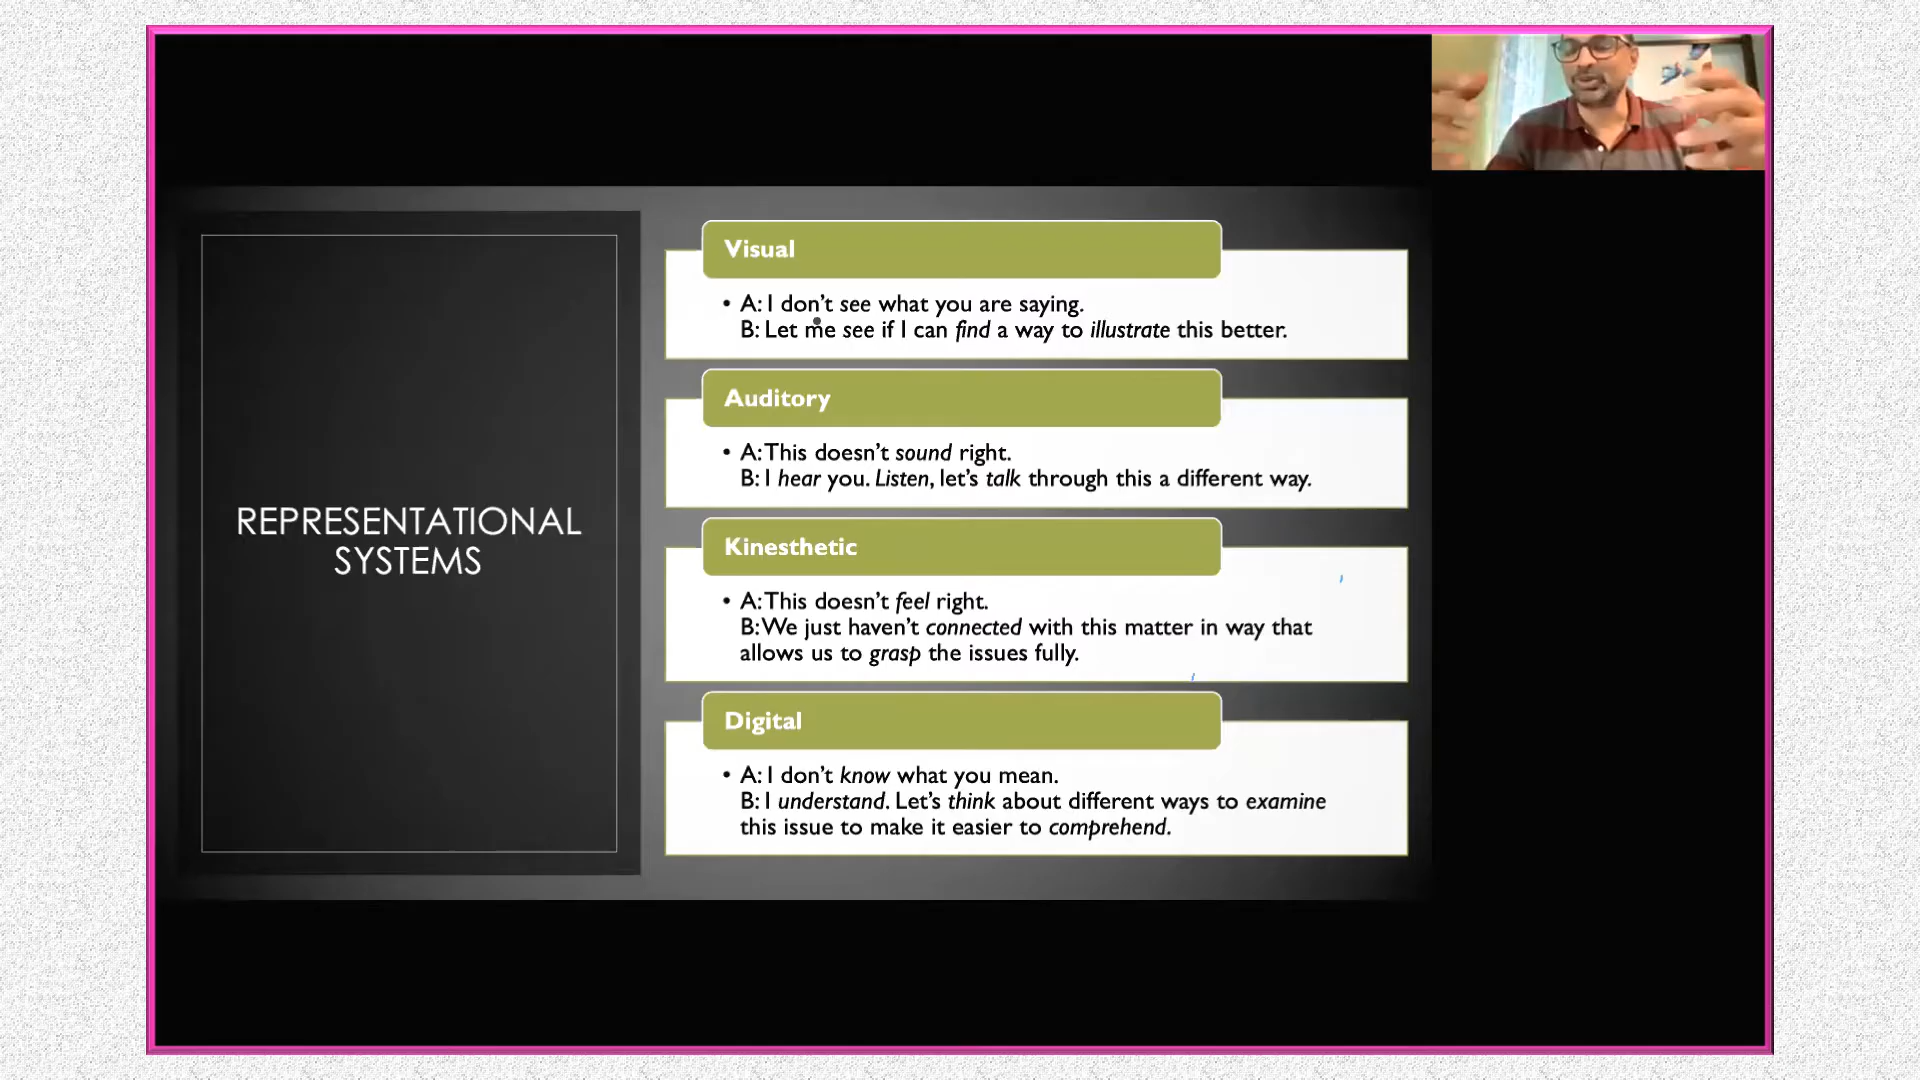 REPRESENTATIONAL
SYSTEMS
Visual
• A: I don't see what you are saying.
B: Let me see if I can find a way to illustrate this better.
Auditory
• A: This doesn't sound right.
B: I hear you. Listen, let's talk through this a different way.
Kinesthetic
• A: This doesn't feel right.
B: We just haven't connected with this matter in way that
allows us to grasp the issues fully.
Digital
• A: I don't know what you mean.
B: I understand. Let's think about different ways to examine
this issue to make it easier to comprehend.